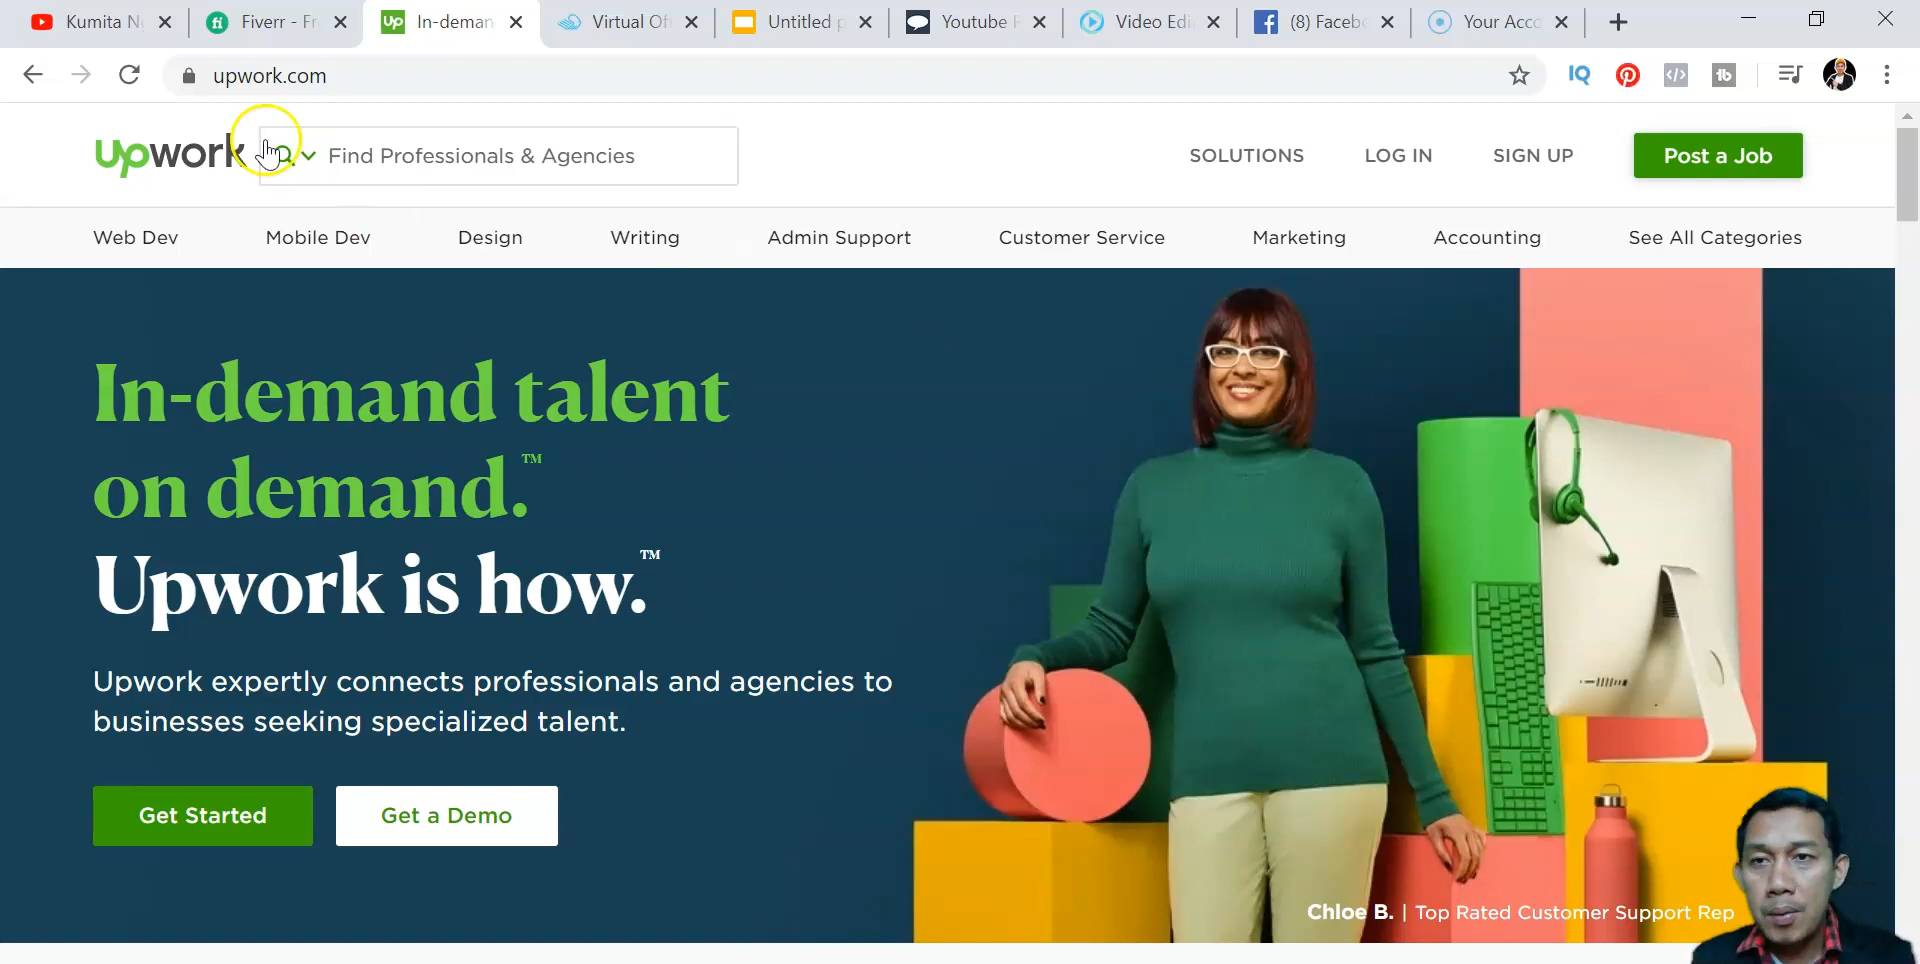 Kumita N
Fiverr - Fr
In-deman
Virtual Of
Untitled p
Youtube F
Video Edi
(8) Faceb
Your Acco
upwork.com
upwork
Find Professionals & Agencies
SOLUTIONS
LOG IN
SIGN UP
Post a Job
Web Dev
Mobile Dev
Design
Writing
Admin Support
Customer Service
Marketing
Accounting
See All Categories
In-demand talent
on demand.™
Upwork is how.™
Upwork expertly connects professionals and agencies to
businesses seeking specialized talent.
Get Started
Get a Demo
Chloe B. | Top Rated Customer Support Rep